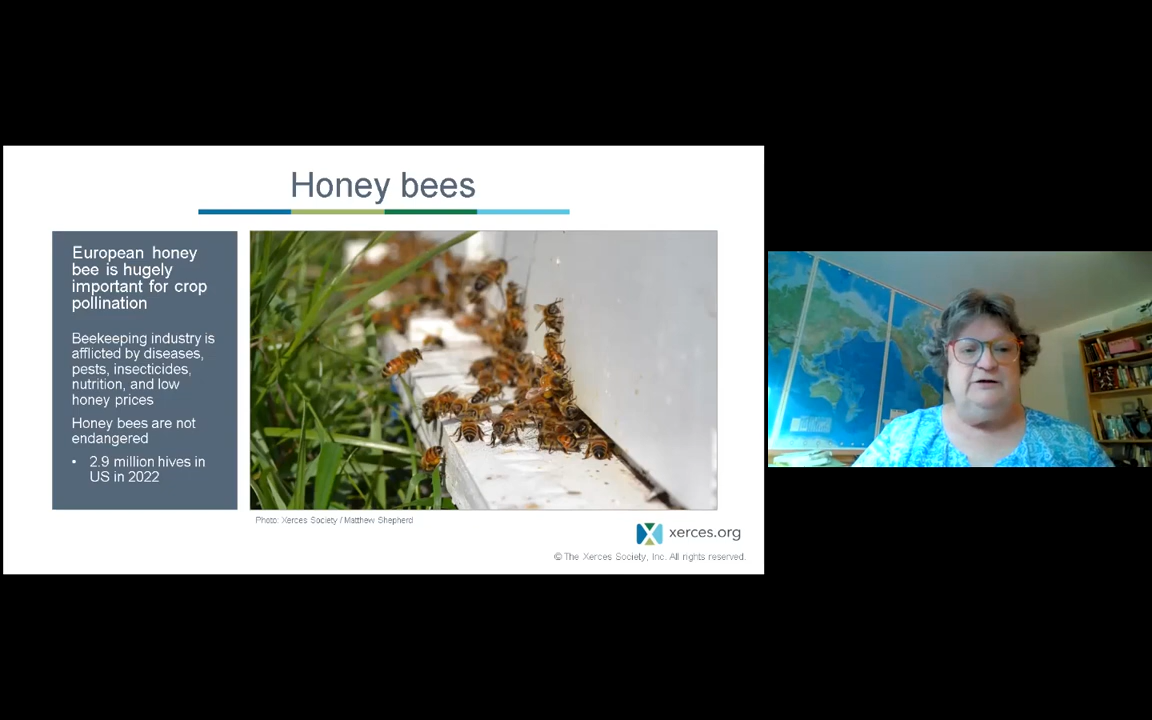 Honey bees
European honey
bee is hugely
important for crop
pollination
Beekeeping industry is
afflicted by diseases,
pests, insecticides,
nutrition, and low
honey prices
Honey bees are not
endangered
• 2.9 million hives in
US in 2022
Photo: Xerces Society / Matthew Shepherd
xerces.org
© The Xerces Society, Inc. All rights reserved.